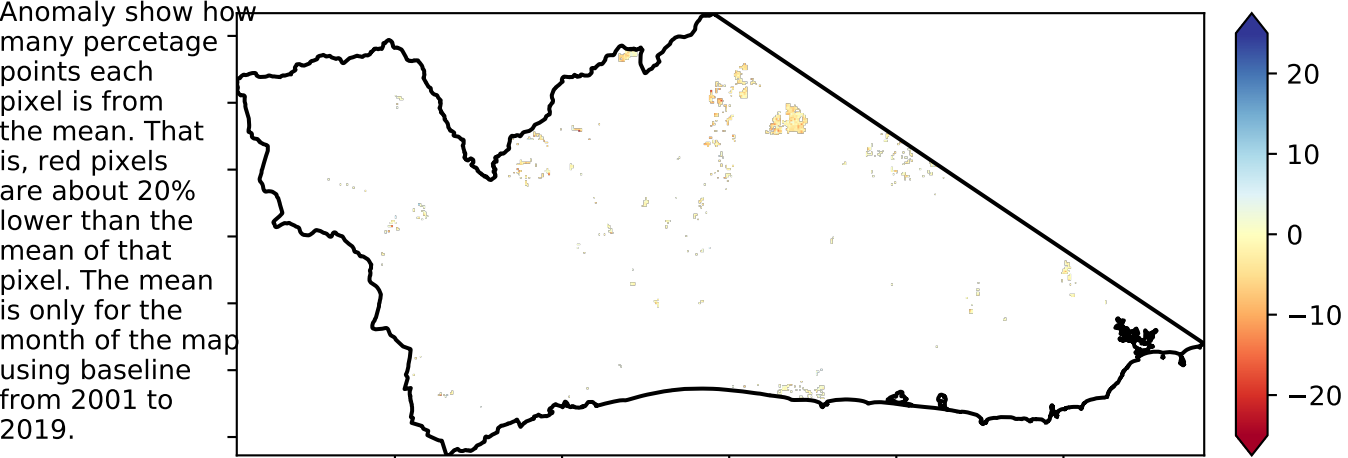 Anomaly show how
many percetage
points each
pixel is from
the mean. That
is, red pixels
are about 20%
lower than the
mean of that
pixel. The mean
is only for the
month of the map
using baseline
from 2001 to
2019.
20
10
0
−10
−20